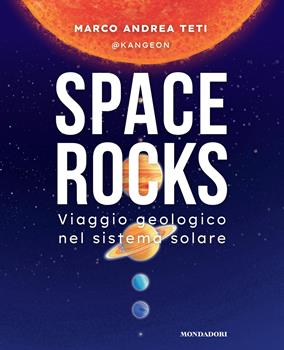 MARCO ANDREA TETI
@KANGEON
SPACE
ROCKS
Viaggio geologico
nel sistema solare
MONDADORI